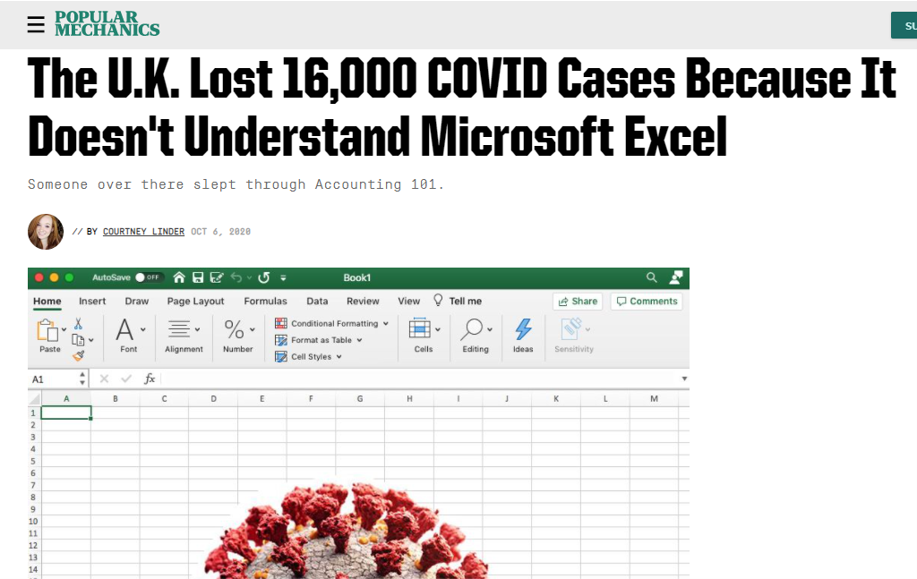 POPULAR
MECHANICS
The U.K. Lost 16,000 COVID Cases Because It
Doesn't Understand Microsoft Excel
Someone over there slept through Accounting 101.
// BY COURTNEY LINDER OCT 6, 2020
AutoSave OFF Book1
Home Insert Draw Page Layout Formulas Data Review View Tell me Share Comments
Paste Font Alignment % Number Conditional Formatting Format as Table Cell Styles Cells Editing Ideas Sensitivity
A1 fx
A B C D E F G H I J K L M
1
2
3
4
5
6
7
8
9
10
11
12
13
14